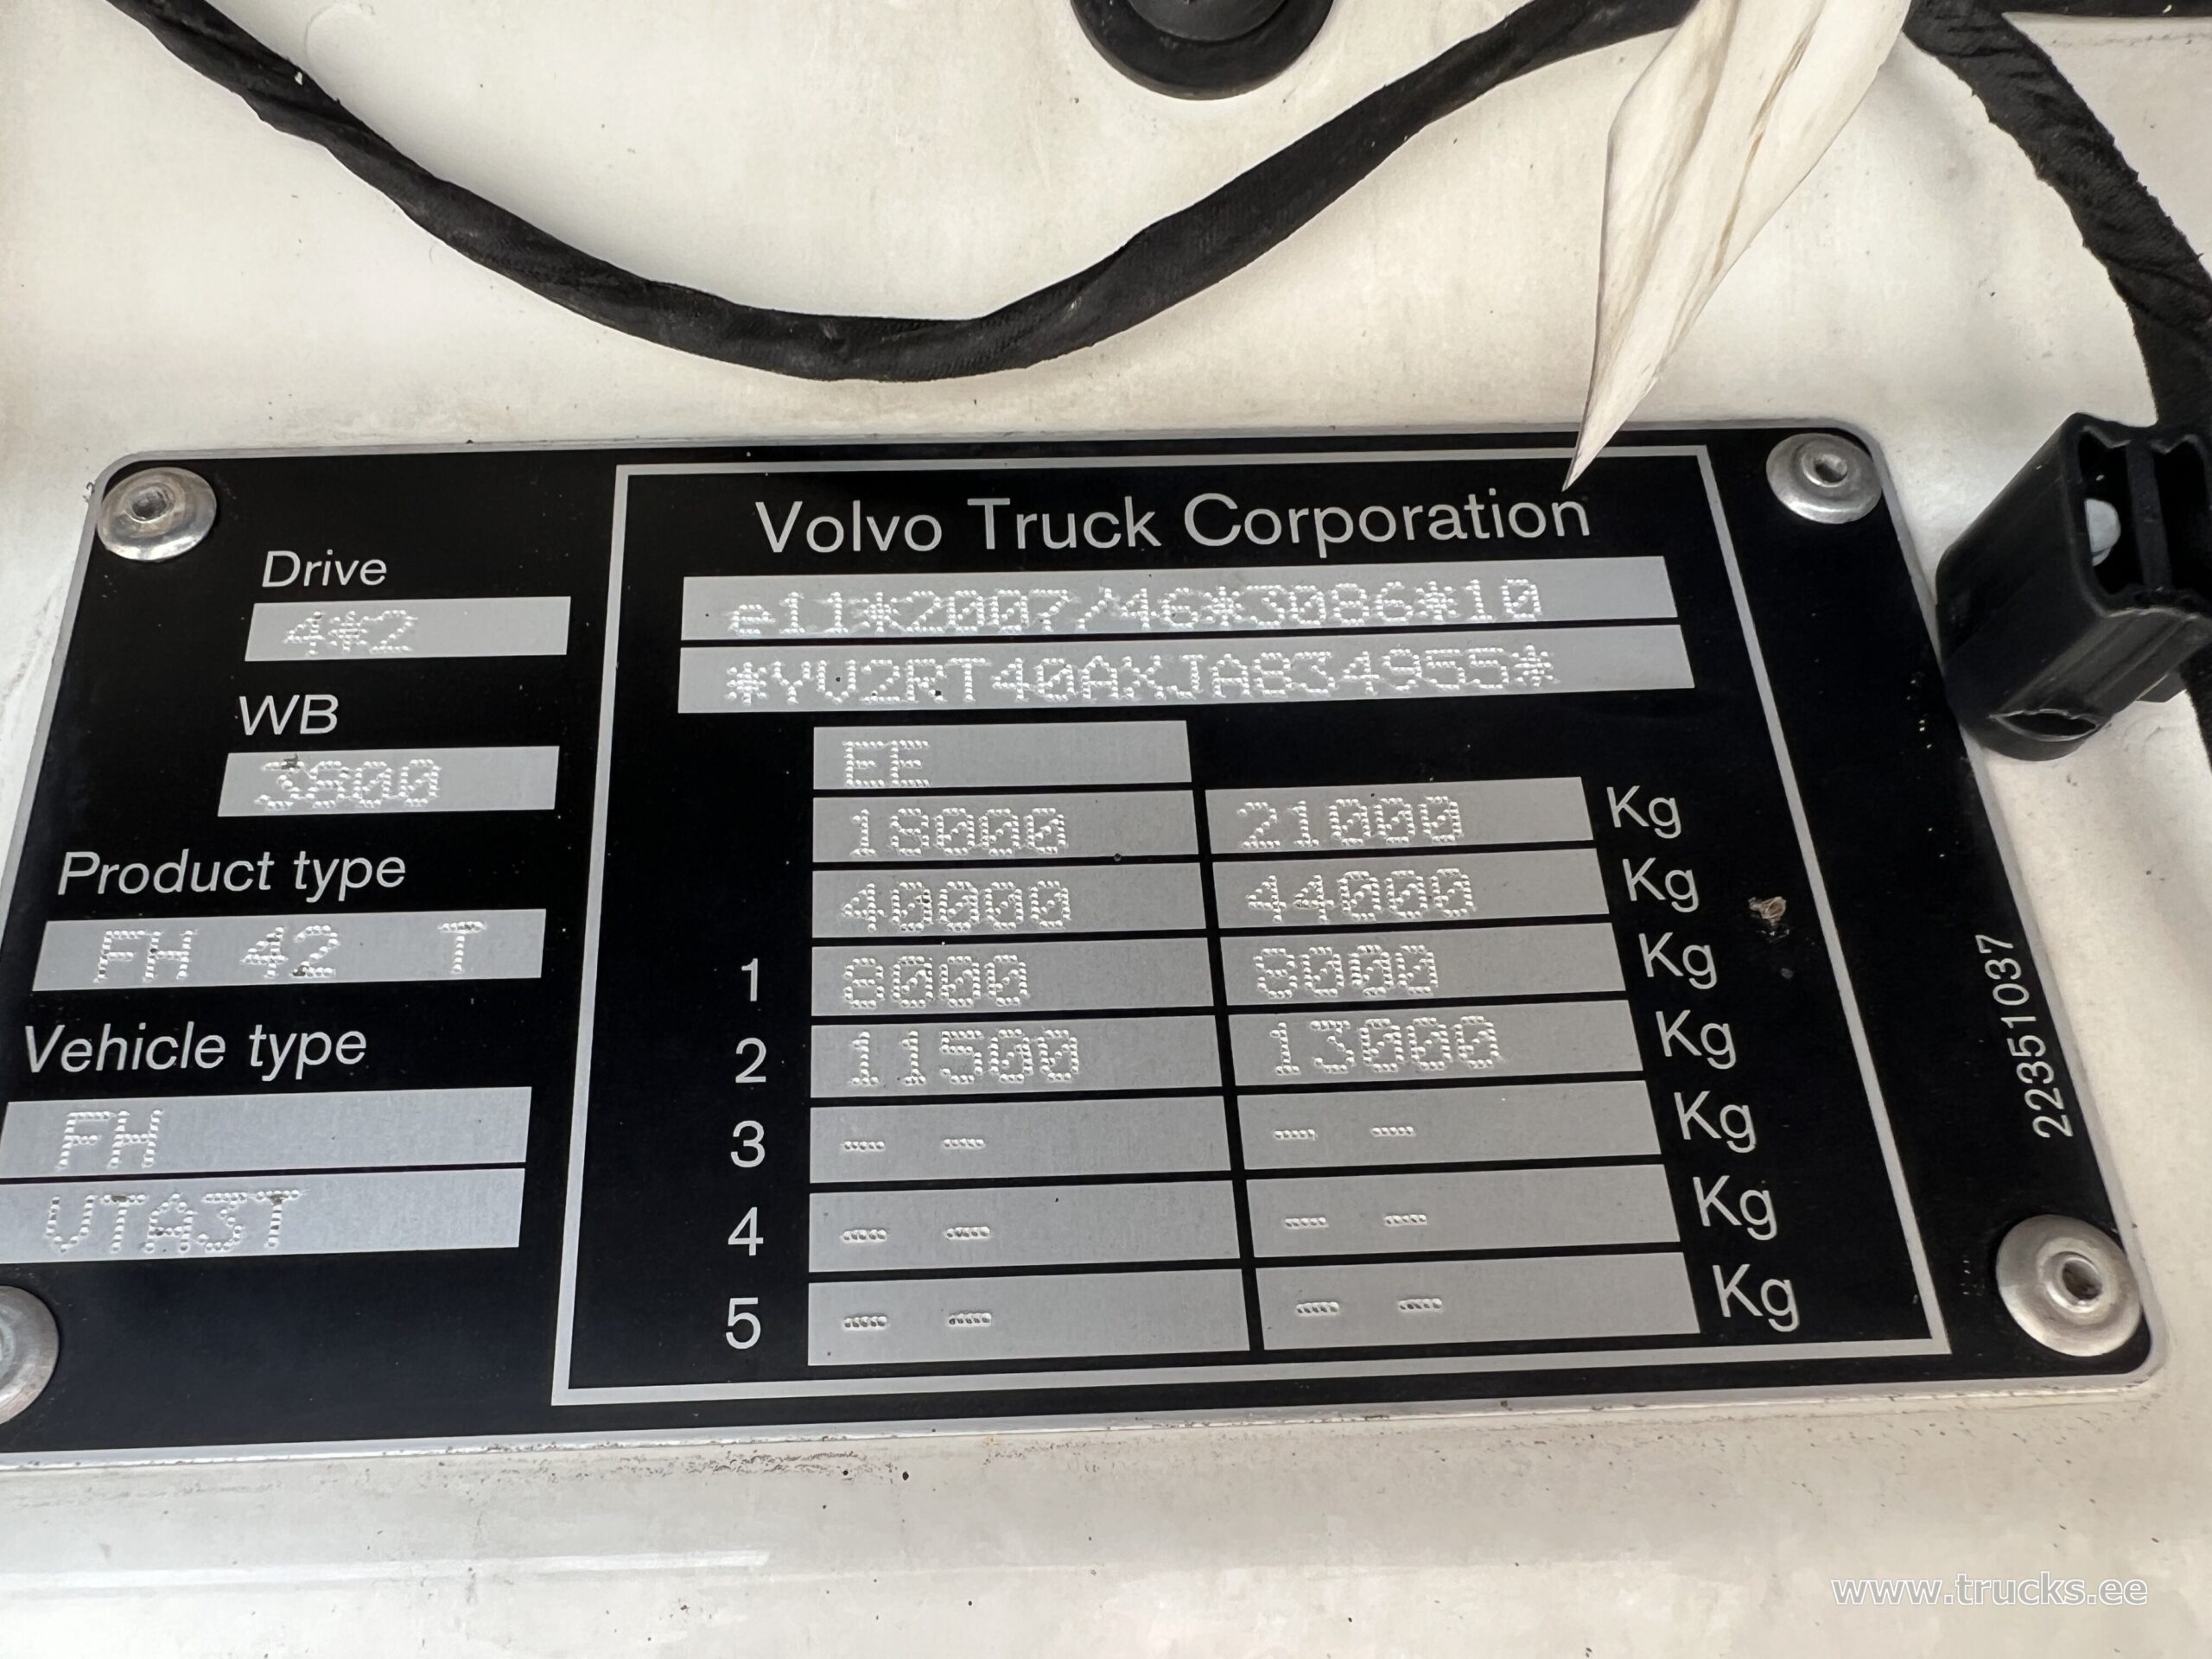 Volvo Truck Corporation
e11*2007/46*3086*10
*YV2RT40AXJA834955*
Drive
4*2
WB
3800
Product type
FH 42 T
Vehicle type
FH
VTA3T
EE
18000 21000 Kg
40000 44000 Kg
1 8000 8000 Kg
2 11500 13000 Kg
3 — — — — Kg
4 — — — — Kg
5 — — — — Kg
22351037
www.trucks.ee